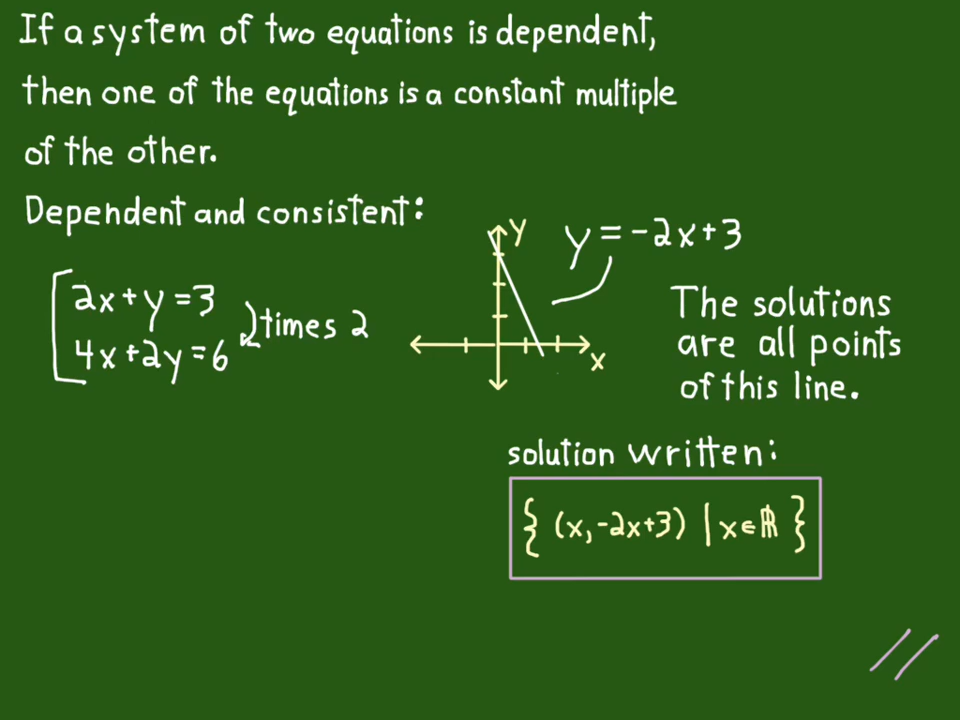 If a system of two equations is dependent,
then one of the equations is a constant multiple
of the other.
Dependent and consistent:
2x+y=3
4x+2y=6
times 2
y
x
y=-2x+3
The solutions
are all points
of this line.
solution written:
{ (x,-2x+3) | x∈ℝ }